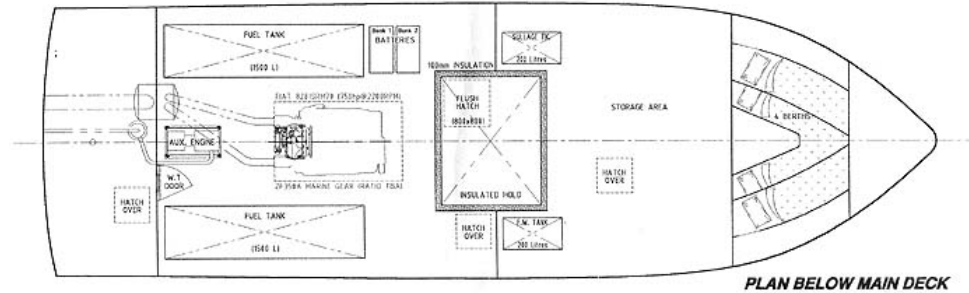 FUEL TANK
(1500 L)
Bank 1 Bank 2
BATTERIES
SULLAGE TK.
200 Litres
100mm INSULATION
FLUSH
HATCH
(800x800)
INSULATED HOLD
STORAGE AREA
4 BERTHS
HATCH
OVER
AUX. ENGINE
W.T
DOOR
HATCH
OVER
FUEL TANK
(1500 L)
HATCH
OVER
F.W. TANK
200 Litres
PLAN BELOW MAIN DECK